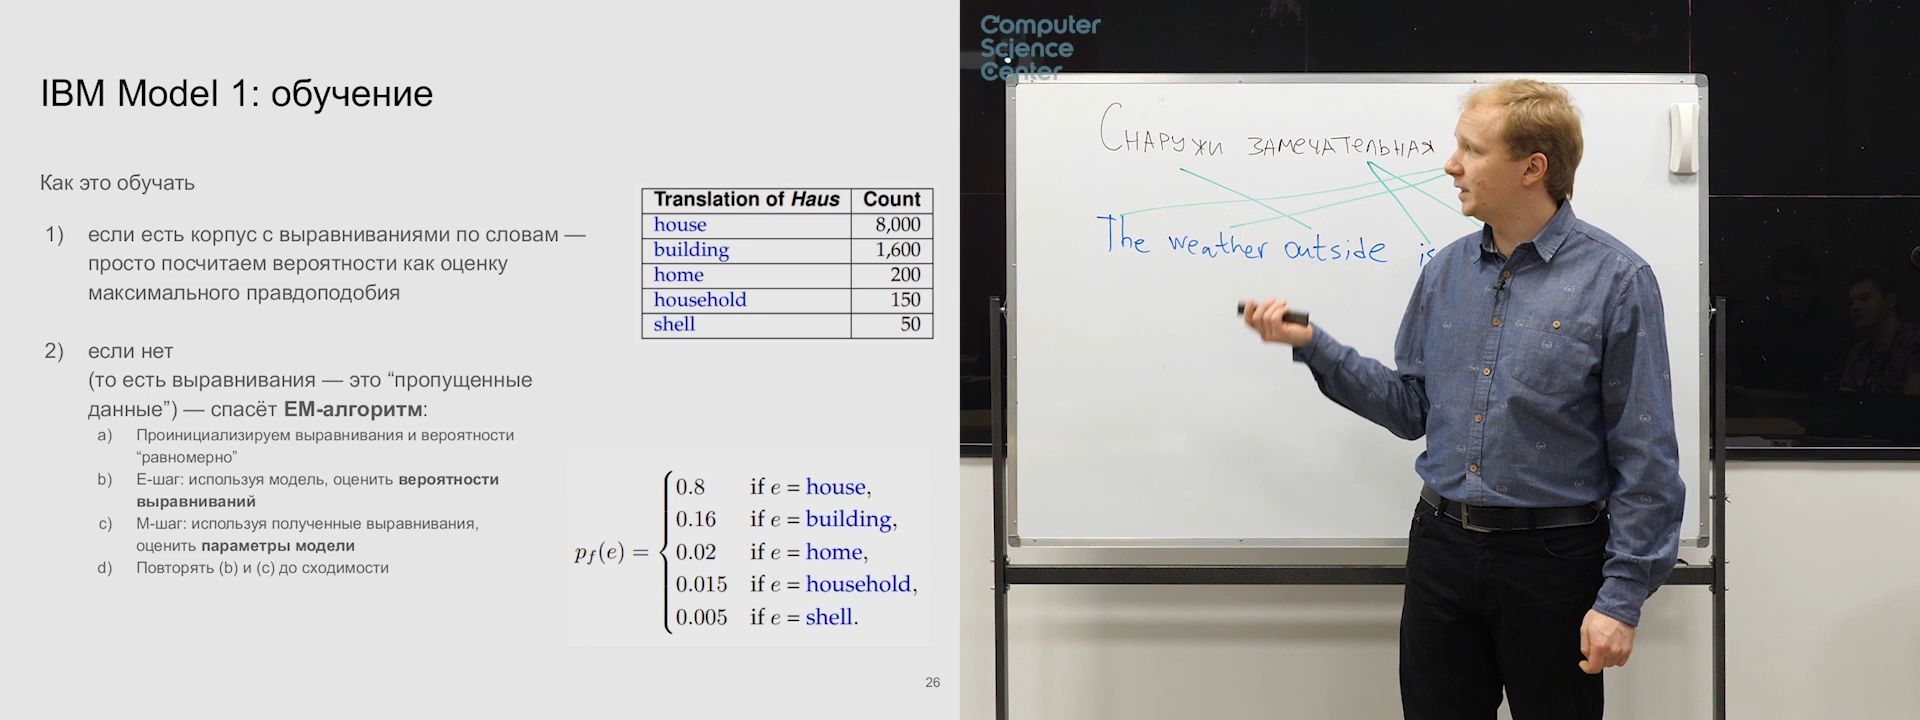 IBM Model 1: обучение
Как это обучать
1) если есть корпус с выравниваниями по словам —
просто посчитаем вероятности как оценку
максимального правдоподобия
2) если нет
(то есть выравнивания — это “пропущенные
данные”) — спасёт EM-алгоритм:
a) Проинициализируем выравнивания и вероятности
“равномерно”
b) E-шаг: используя модель, оценить вероятности
выравниваний
c) M-шаг: используя полученные выравнивания,
оценить параметры модели
d) Повторять (b) и (c) до сходимости
Translation of Haus Count
house 8,000
building 1,600
home 200
household 150
shell 50
0.8 if e = house,
0.16 if e = building,
p_f(e) = 0.02 if e = home,
0.015 if e = household,
0.005 if e = shell.
26
Computer
Science
Center
Снаружи замечательная
The weather outside is